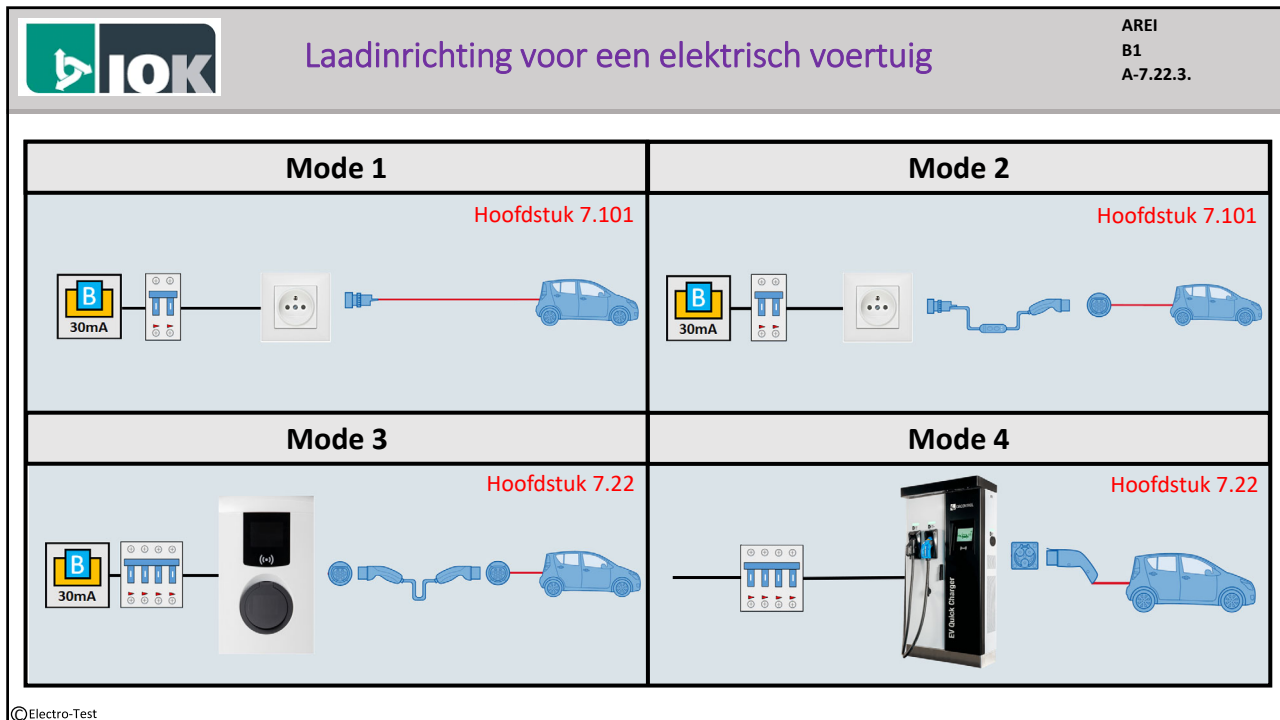 IOK
Laadinrichting voor een elektrisch voertuig
AREI
B1
A-7.22.3.
Mode 1
Hoofdstuk 7.101
B
30mA
Mode 2
Hoofdstuk 7.101
B
30mA
Mode 3
Hoofdstuk 7.22
B
30mA
Mode 4
Hoofdstuk 7.22
EV Quick Charger
©Electro-Test